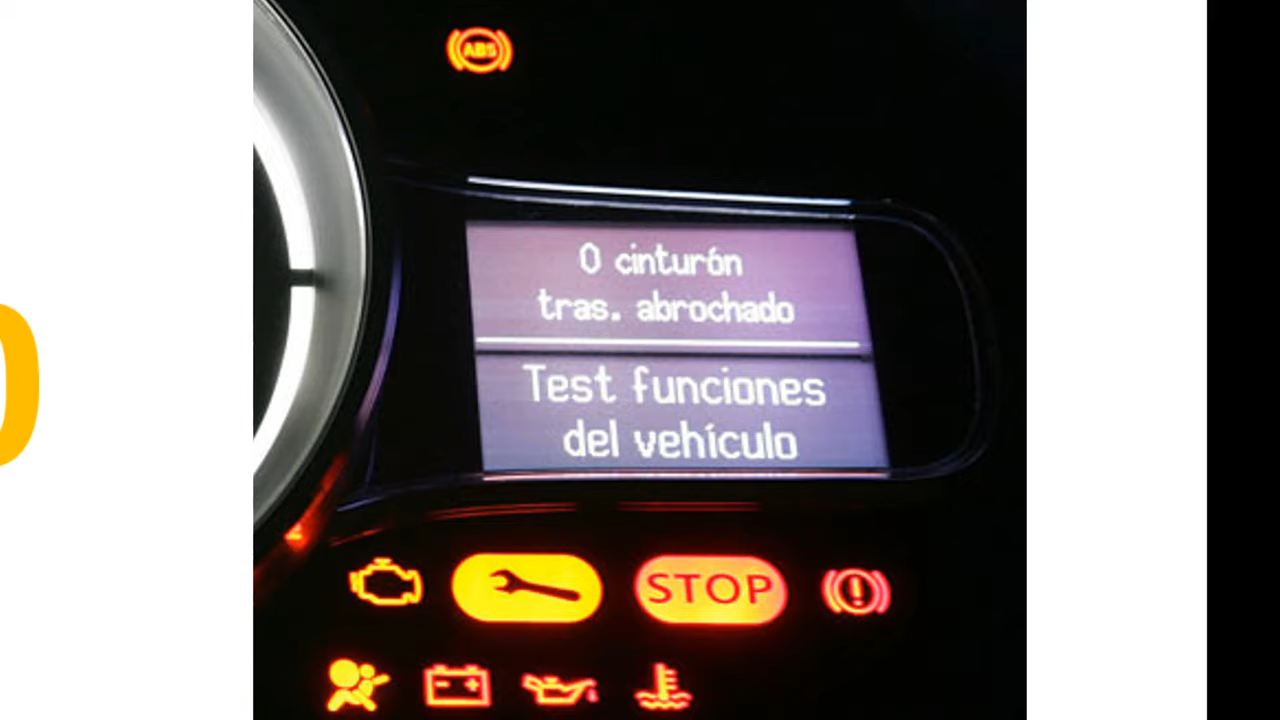 ABS
0 cinturón
tras. abrochado
Test funciones
del vehículo
STOP